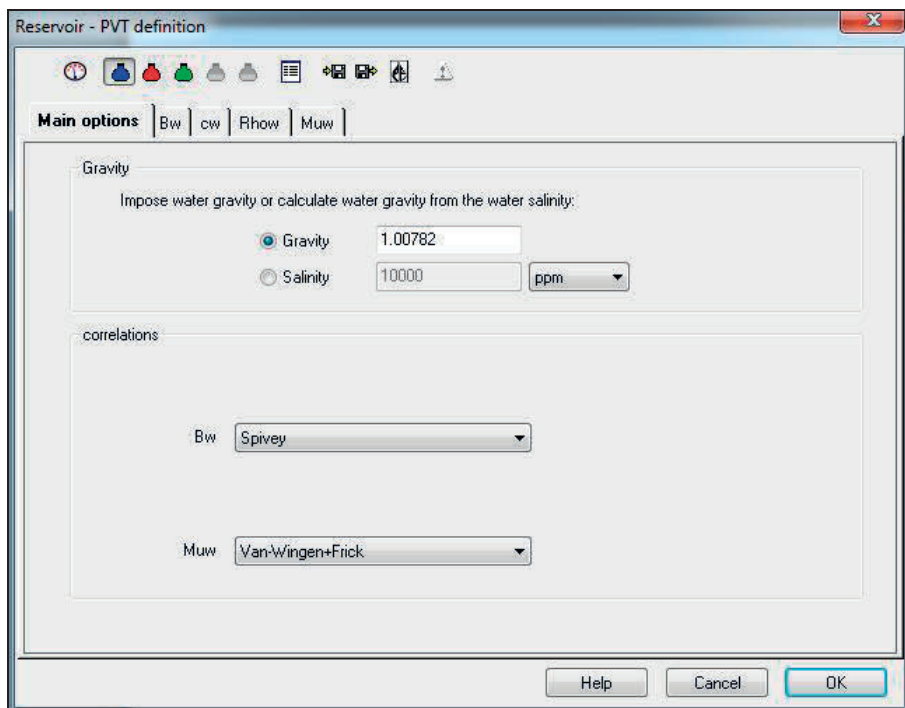 Reservoir - PVT definition
Main options Bw cw Rhow Muw
Gravity
Impose water gravity or calculate water gravity from the water salinity:
Gravity 1.00782
Salinity 10000 ppm
correlations
Bw Spivey
Muw Van-Wingen+Frick
Help Cancel OK